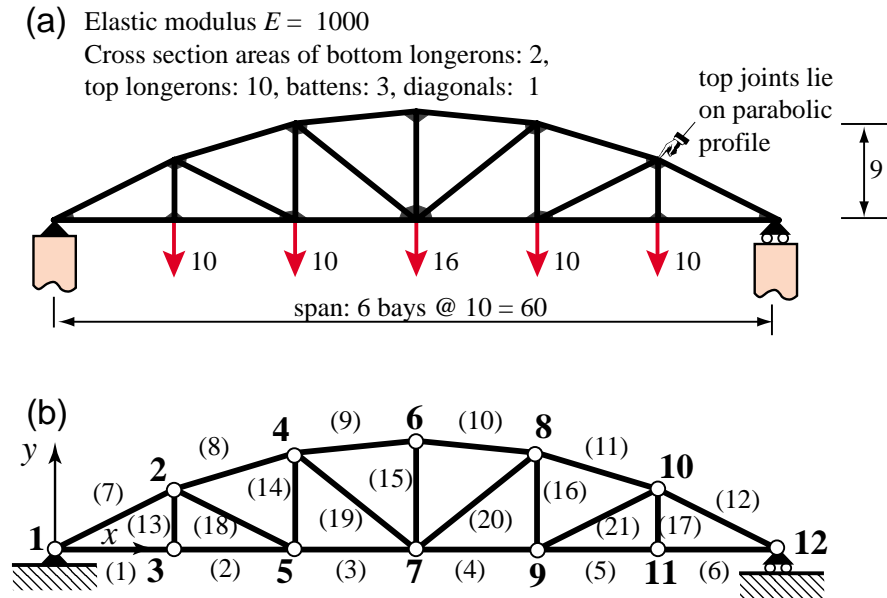 (a) Elastic modulus E = 1000
Cross section areas of bottom longerons: 2,
top longerons: 10, battens: 3, diagonals: 1
top joints lie
on parabolic
profile
9
10 10 16 10 10
span: 6 bays @ 10 = 60
(b)
y
(9) 6 (10)
(8) 4 8 (11)
2 10
(7) (14) (15) (16) (12)
(13) (18) (19) (20) (21) (17)
1 x 12
3 5 7 9 11
(1) (2) (3) (4) (5) (6)